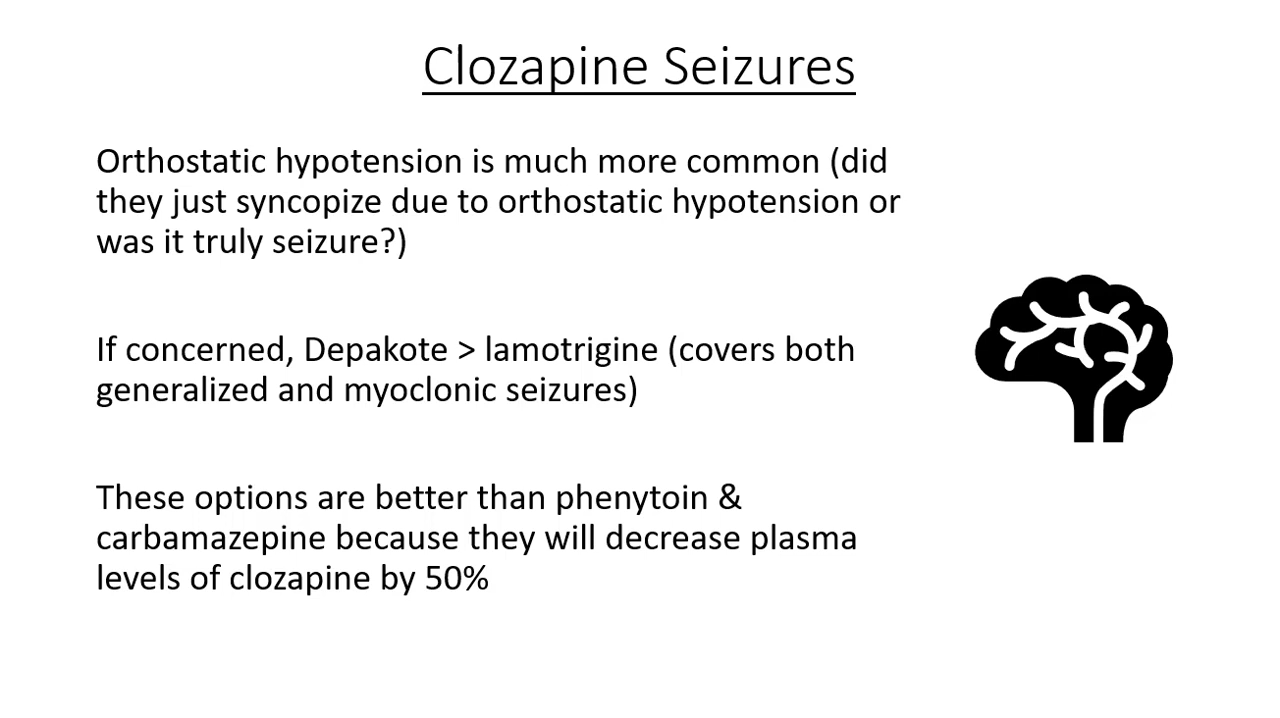 Clozapine Seizures
Orthostatic hypotension is much more common (did
they just syncopize due to orthostatic hypotension or
was it truly seizure?)
If concerned, Depakote > lamotrigine (covers both
generalized and myoclonic seizures)
These options are better than phenytoin &
carbamazepine because they will decrease plasma
levels of clozapine by 50%